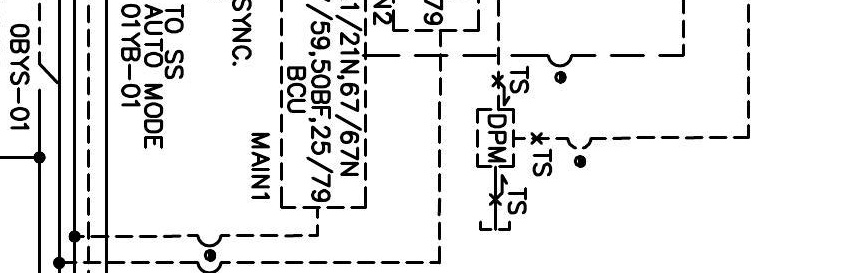 0BYS-01
TO SS
AUTO MODE
01YB-01
SYNC.
MAIN1
1/21N,67/67N
/59,50BF,25/79
BCU
N2
79
TS
DPM
TS
TS